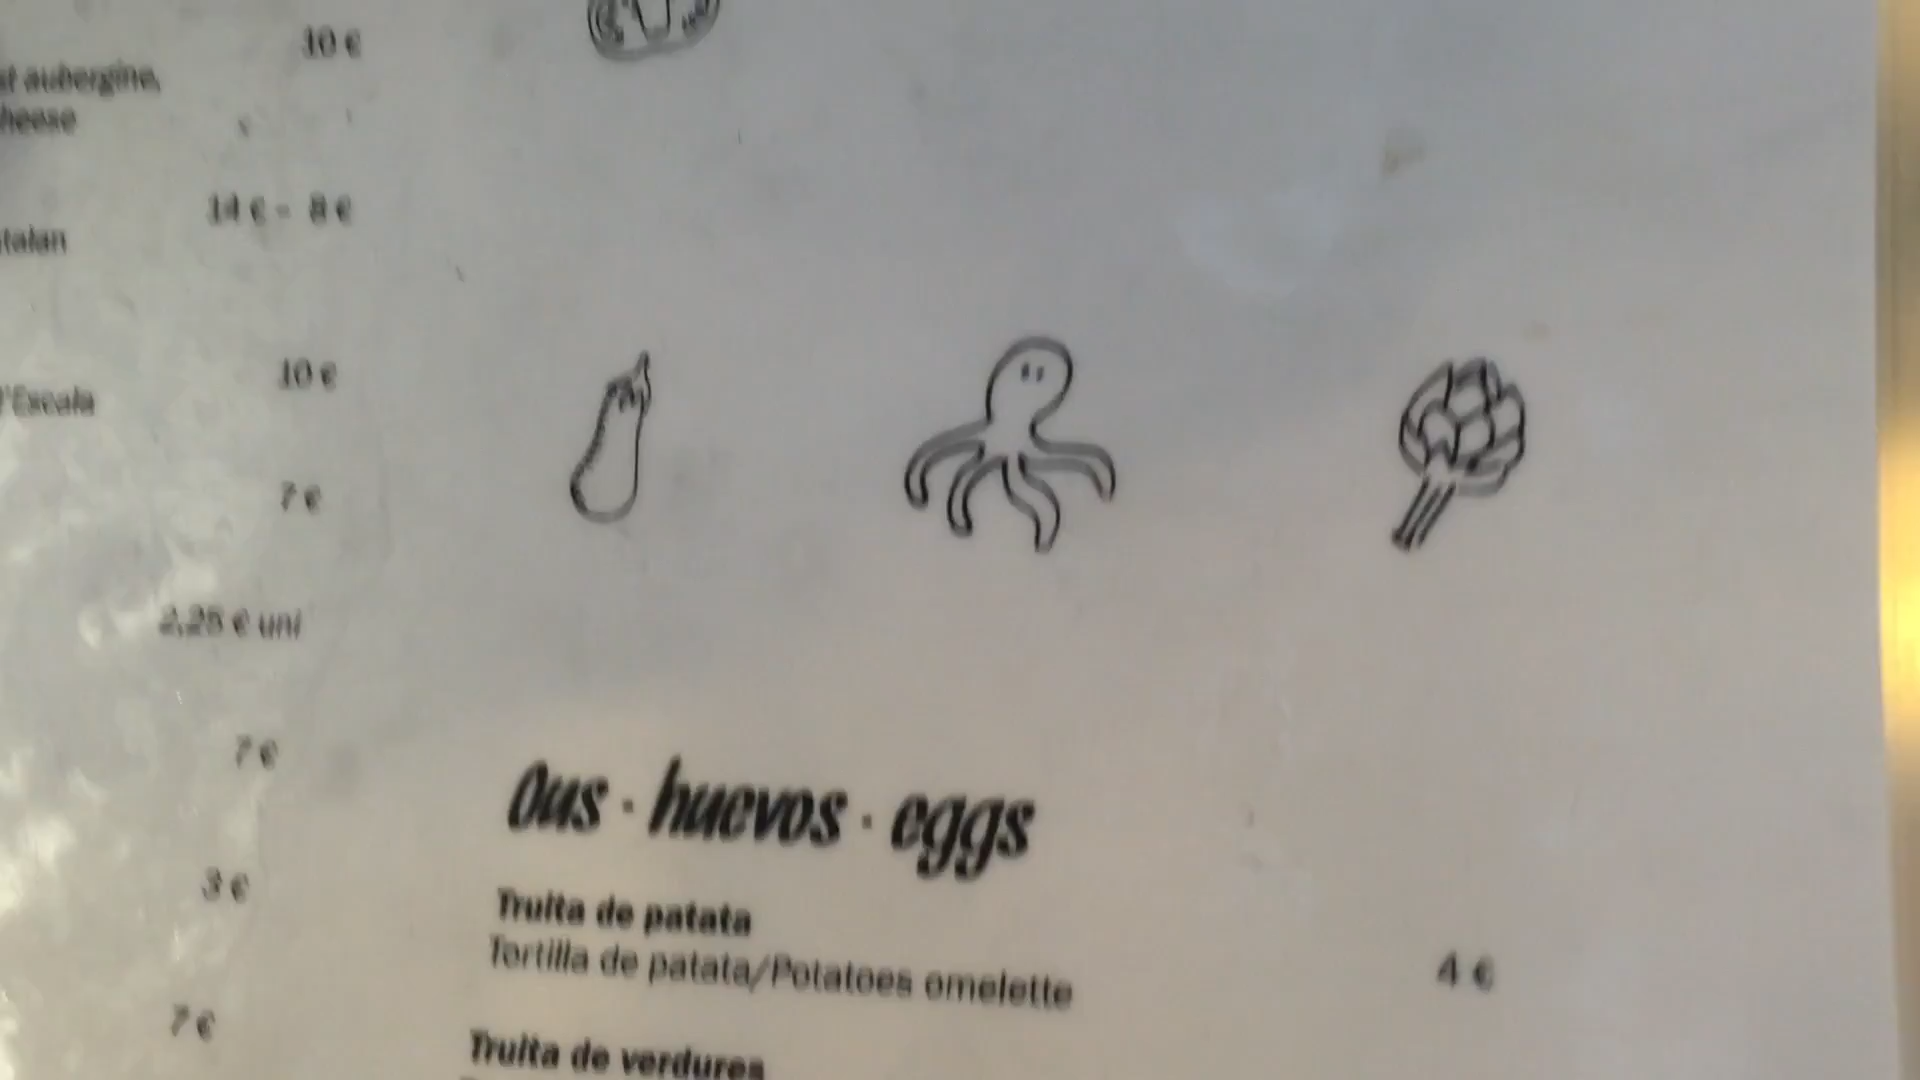 10 €
st aubergine,
heese
14 € - 8 €
talan
10 €
l'Escala
7 €
2,25 € uni
7 €
3 €
7 €
Ous · huevos · eggs
Truita de patata
Tortilla de patata/Potatoes omelette
4 €
Truita de verdures